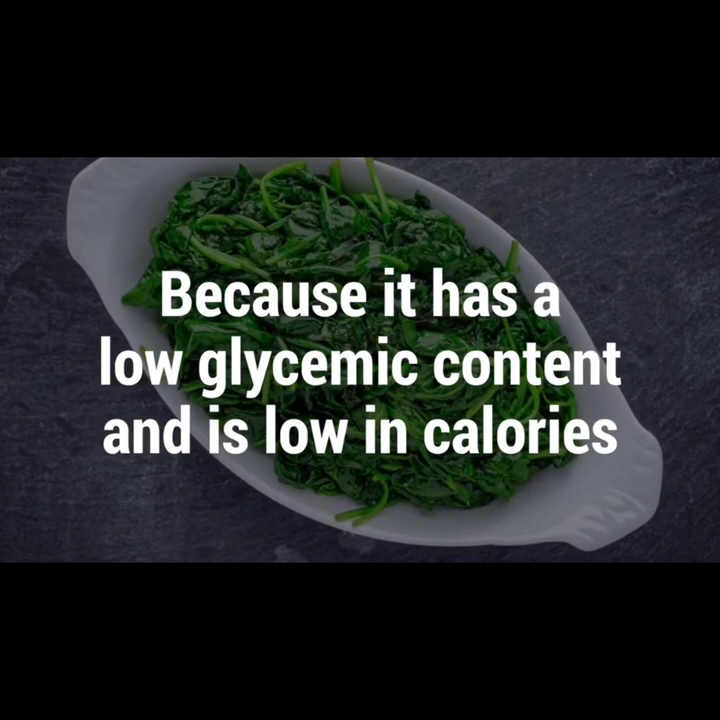 Because it has a
low glycemic content
and is low in calories